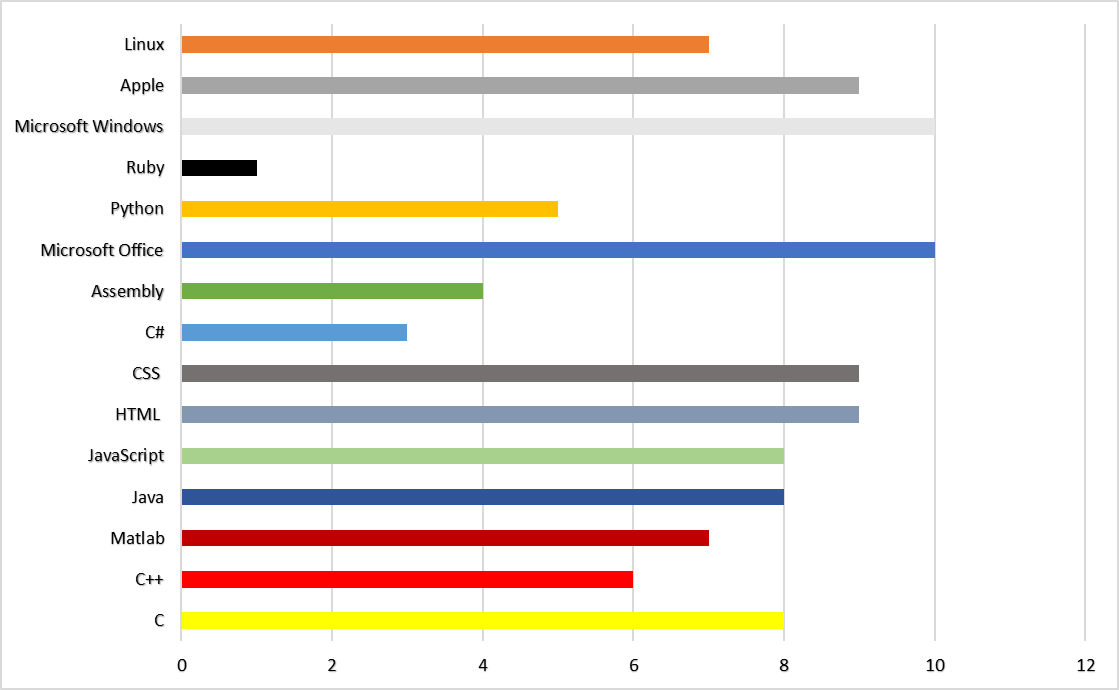 Linux
Apple
Microsoft Windows
Ruby
Python
Microsoft Office
Assembly
C#
CSS
HTML
JavaScript
Java
Matlab
C++
C
0 2 4 6 8 10 12